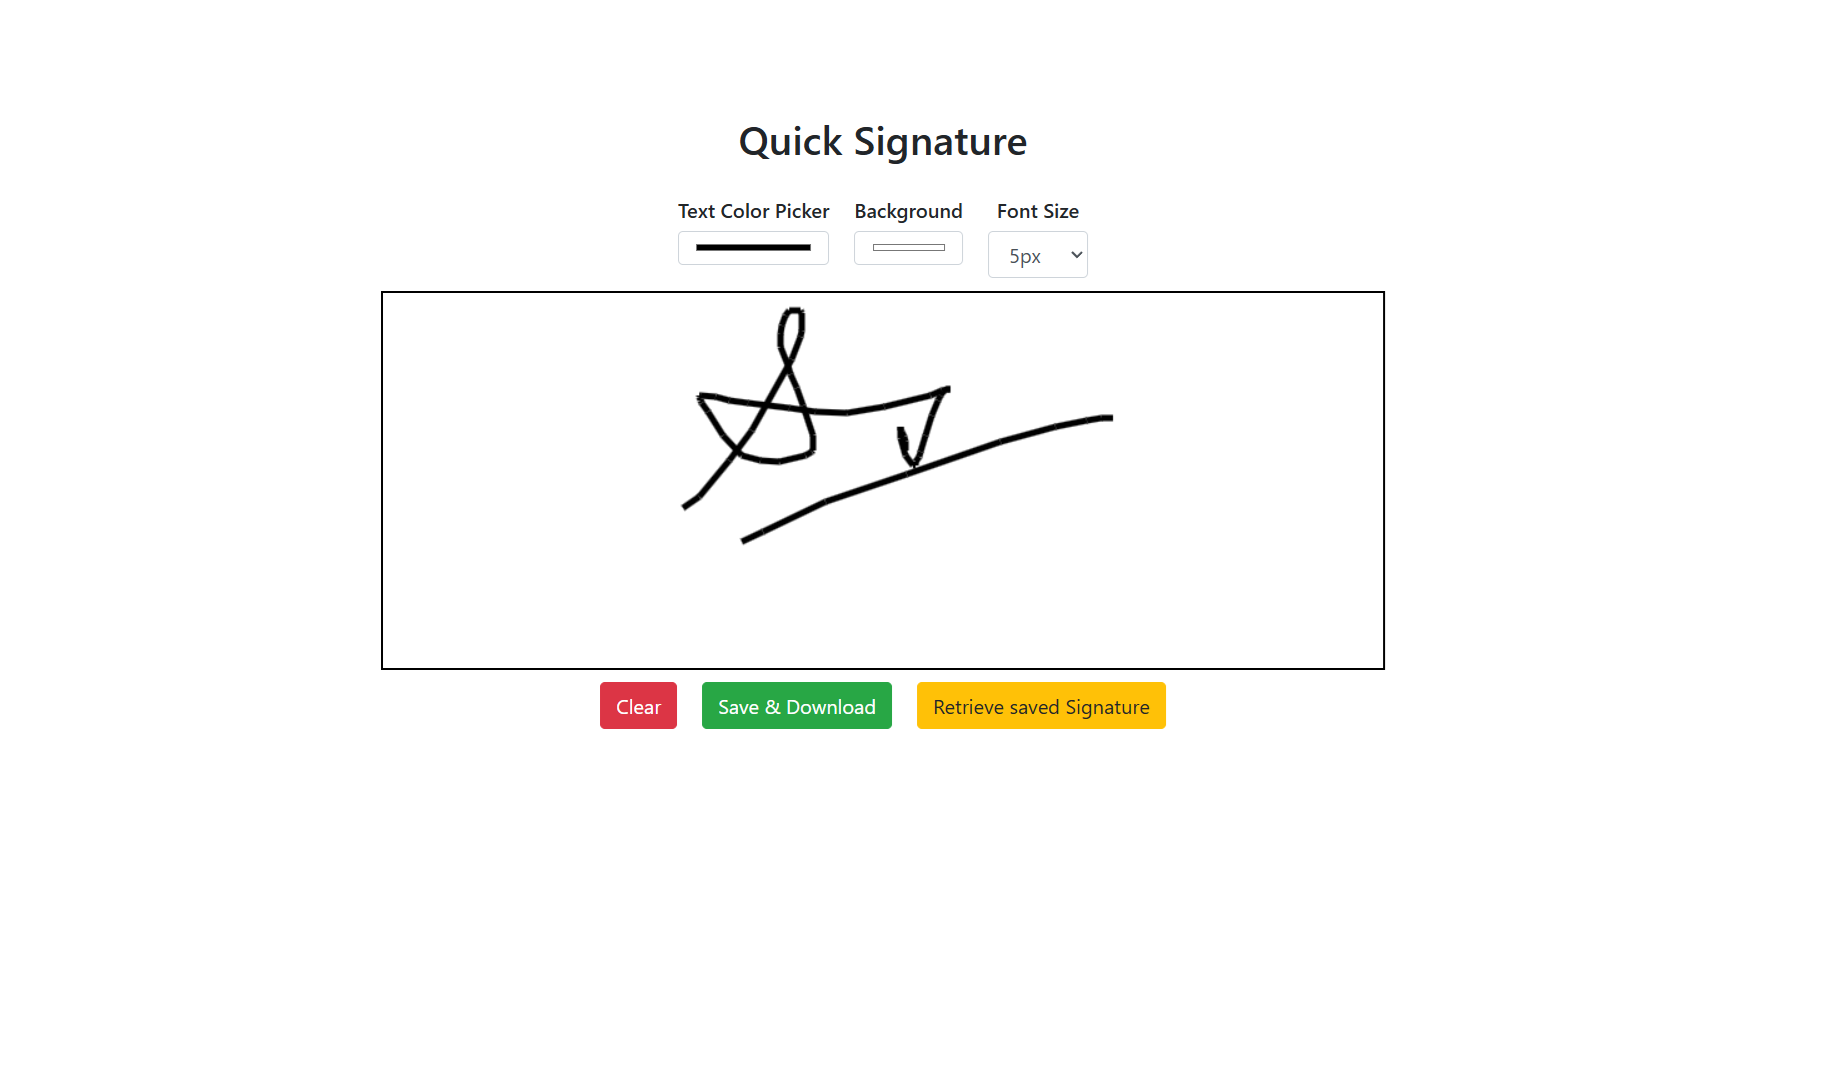 Quick Signature
Text Color Picker Background Font Size
5px
Clear Save & Download Retrieve saved Signature